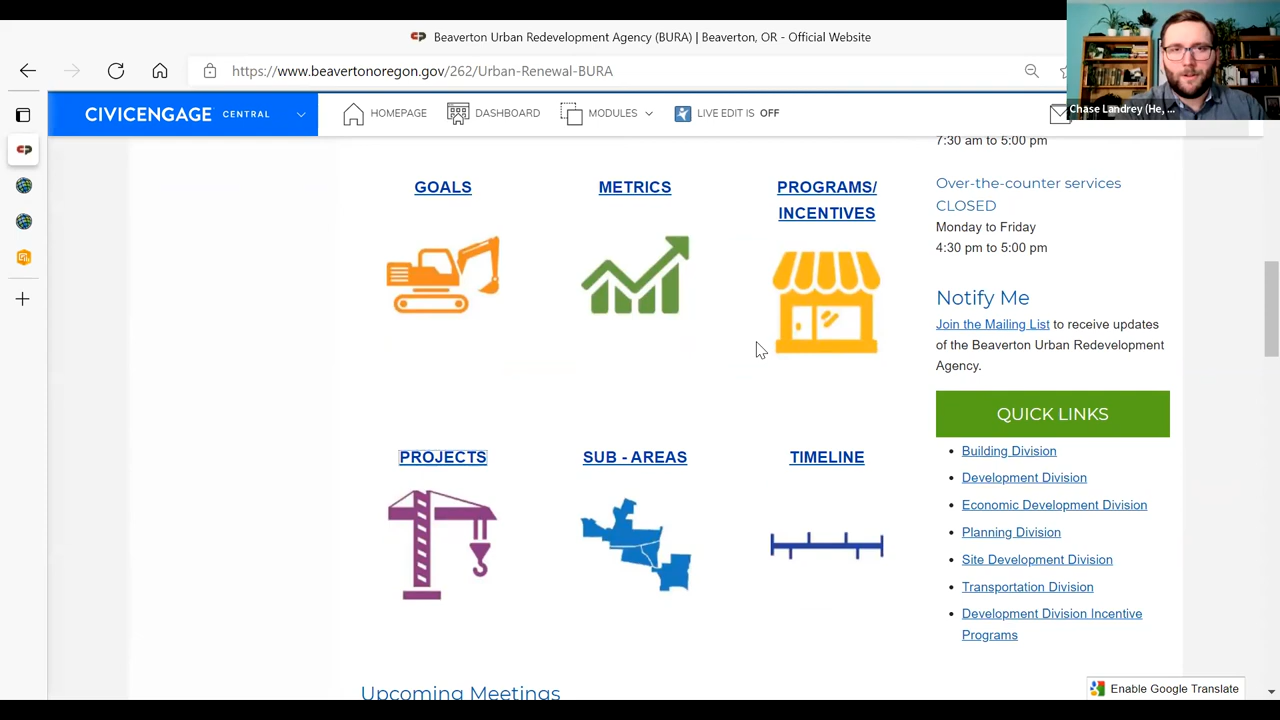 Beaverton Urban Redevelopment Agency (BURA) | Beaverton, OR - Official Website
https://www.beavertonoregon.gov/262/Urban-Renewal-BURA
CIVICENGAGE CENTRAL
HOMEPAGE
DASHBOARD
MODULES
LIVE EDIT IS OFF
Chase Landrey (He, ...
7:30 am to 5:00 pm
Over-the-counter services
CLOSED
Monday to Friday
4:30 pm to 5:00 pm
GOALS
METRICS
PROGRAMS/
INCENTIVES
Notify Me
Join the Mailing List to receive updates
of the Beaverton Urban Redevelopment
Agency.
QUICK LINKS
PROJECTS
SUB - AREAS
TIMELINE
• Building Division
• Development Division
• Economic Development Division
• Planning Division
• Site Development Division
• Transportation Division
• Development Division Incentive
Programs
Upcoming Meetings
Enable Google Translate